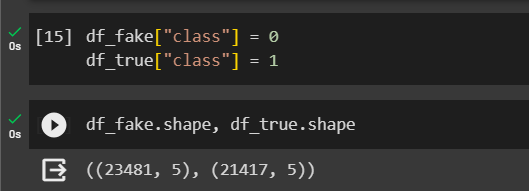 0s
[15] df_fake["class"] = 0
df_true["class"] = 1
0s
df_fake.shape, df_true.shape
((23481, 5), (21417, 5))